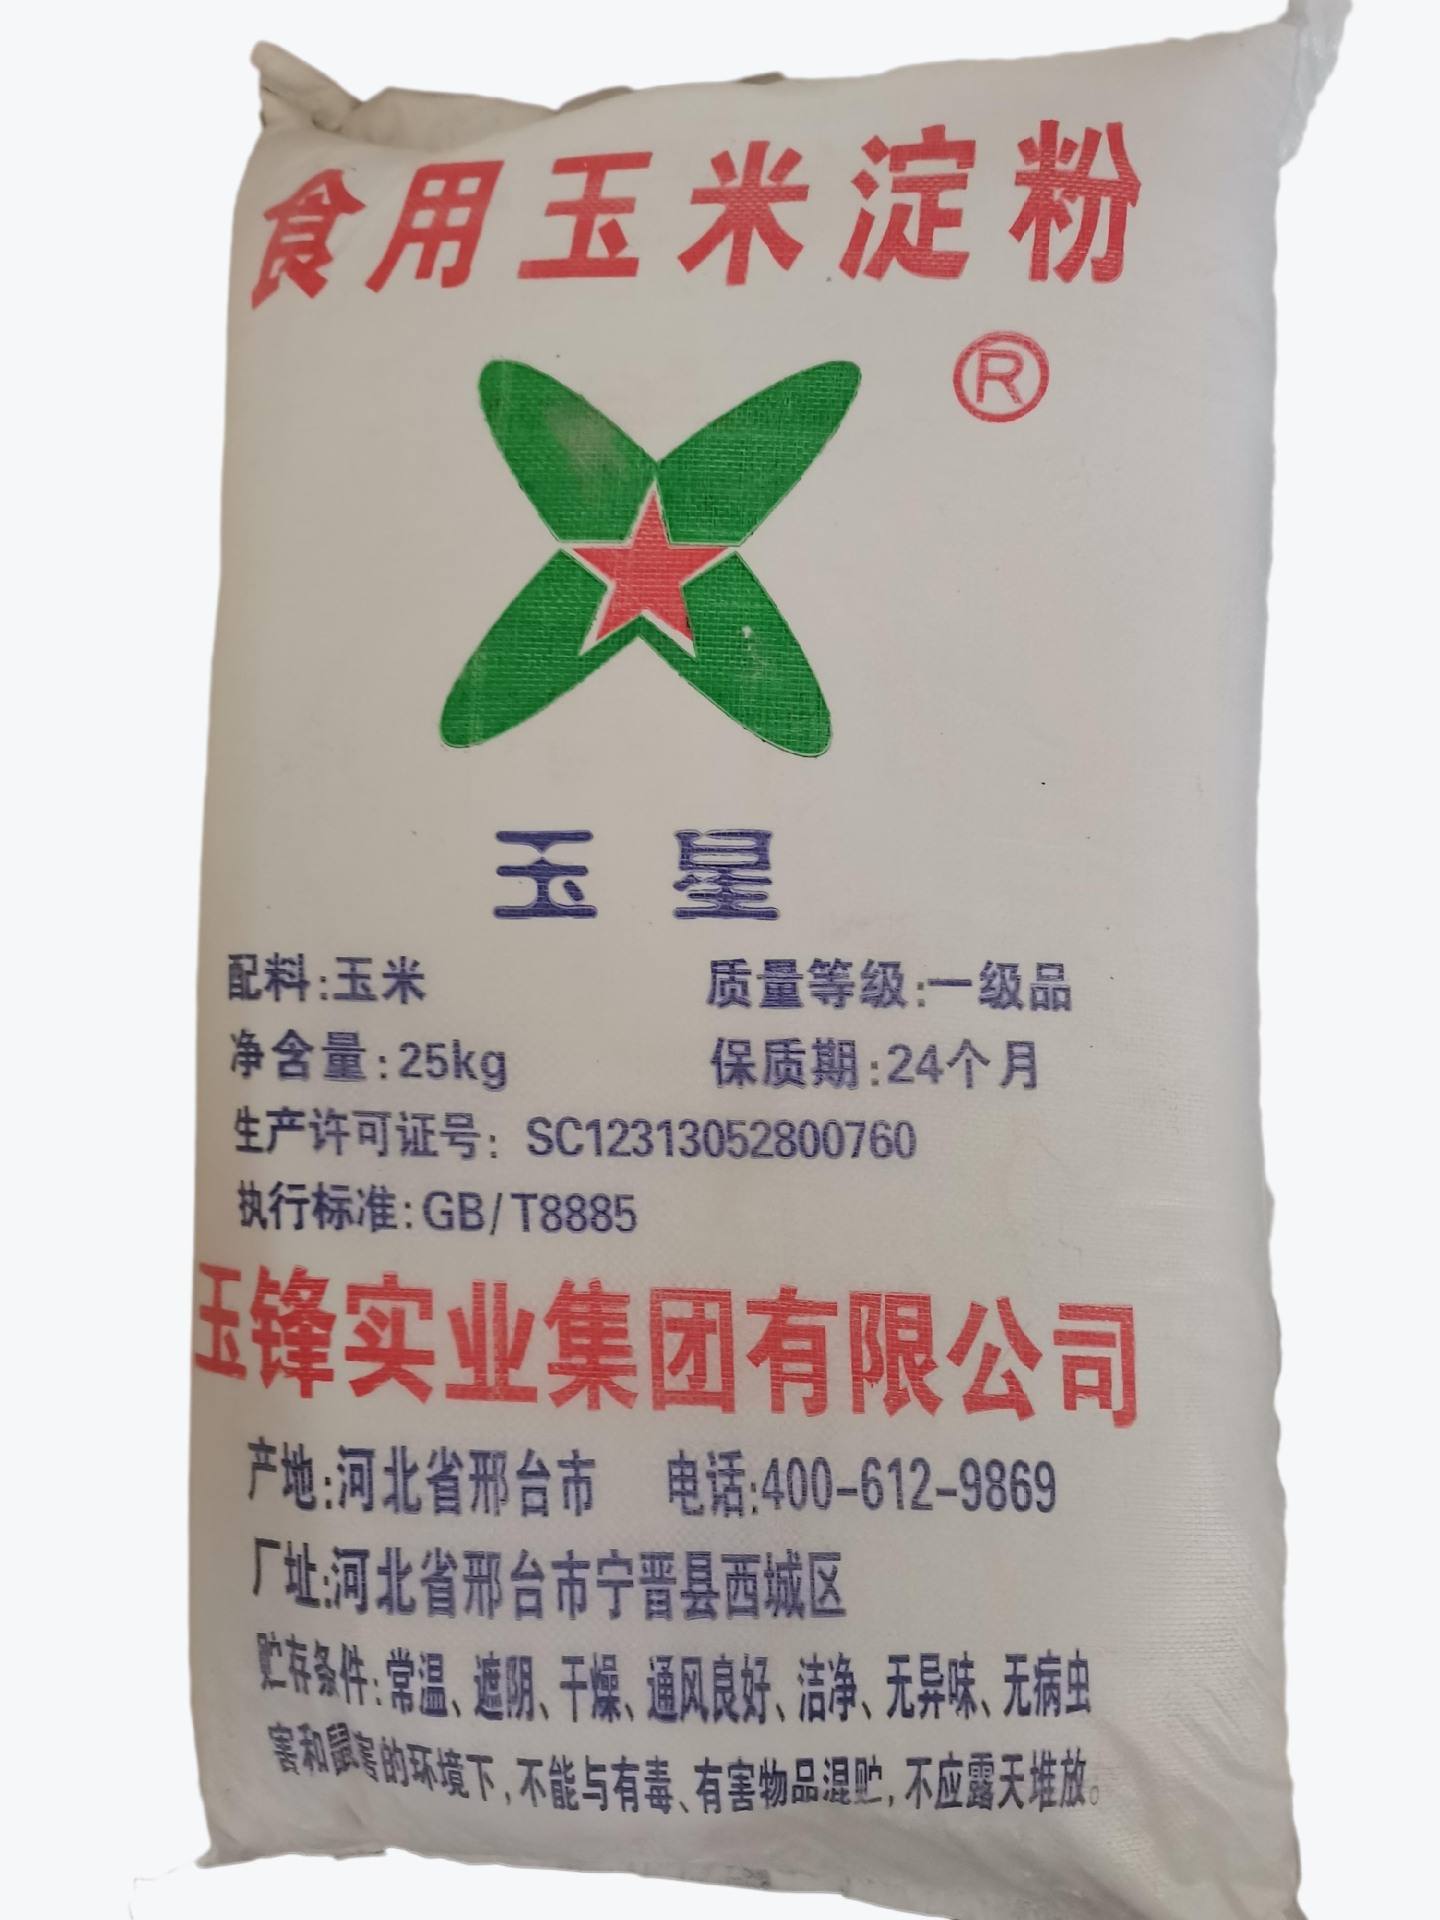 食用玉米淀粉
®
玉星
配料:玉米 质量等级:一级品
净含量:25kg 保质期:24个月
生产许可证号: SC12313052800760
执行标准:GB/T8885
玉锋实业集团有限公司
产地:河北省邢台市 电话:400-612-9869
厂址:河北省邢台市宁晋县西城区
贮存条件:常温、遮阴、干燥、通风良好、洁净、无异味、无病虫
害和鼠害的环境下,不能与有毒、有害物品混贮,不应露天堆放。